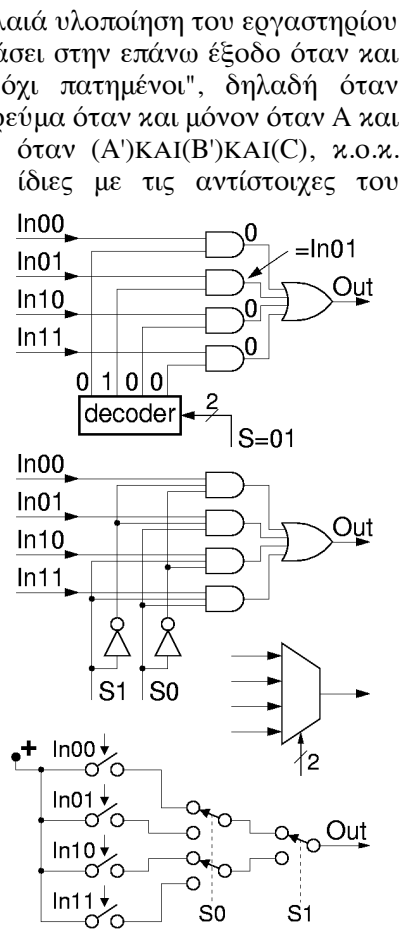 λαιά υλοποίηση του εργαστηρίου
άσει στην επάνω έξοδο όταν και
όχι πατημένοι", δηλαδή όταν
ρεύμα όταν και μόνον όταν A και
όταν (A')ΚΑΙ(B')ΚΑΙ(C), κ.ο.κ.
ίδιες με τις αντίστοιχες του
In00
0
In01
=In01
In10
0
Out
In11
0
0 1 0 0
decoder
2
S=01
In00
In01
In10
Out
In11
S1 S0
2
+
In00
In01
In10
Out
In11
S0 S1